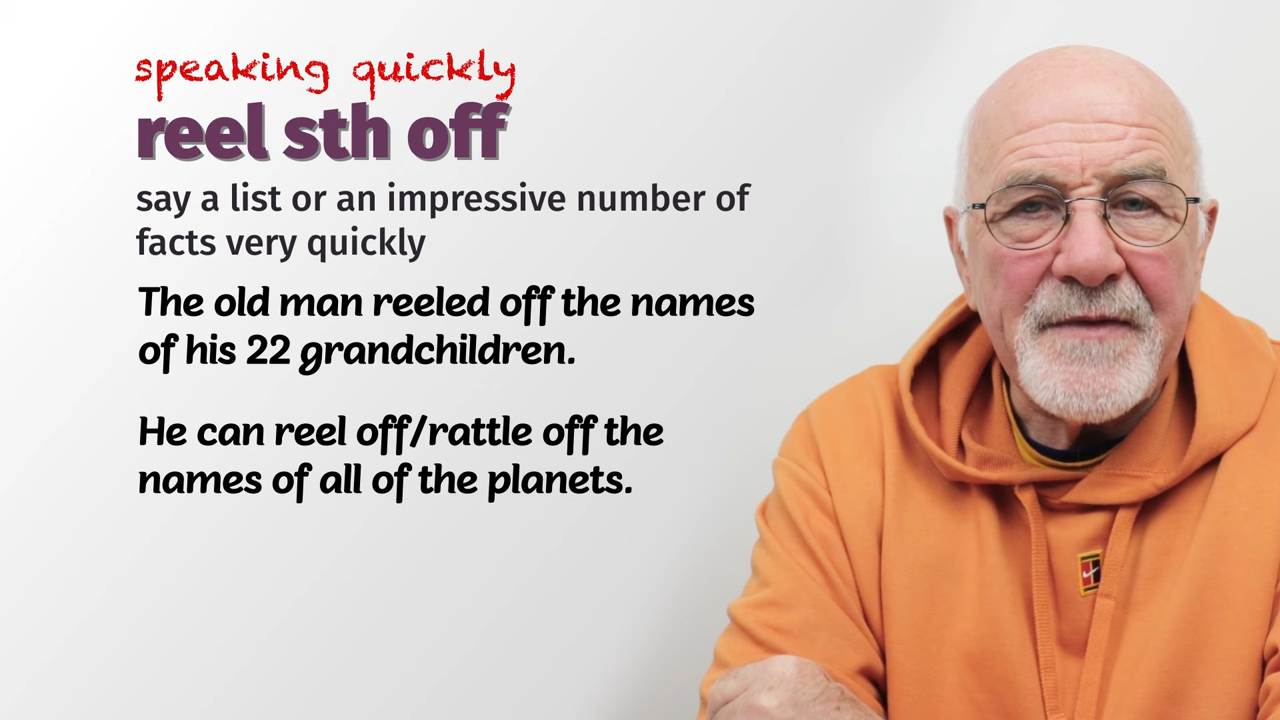 speaking quickly
reel sth off
say a list or an impressive number of
facts very quickly
The old man reeled off the names
of his 22 grandchildren.
He can reel off/rattle off the
names of all of the planets.